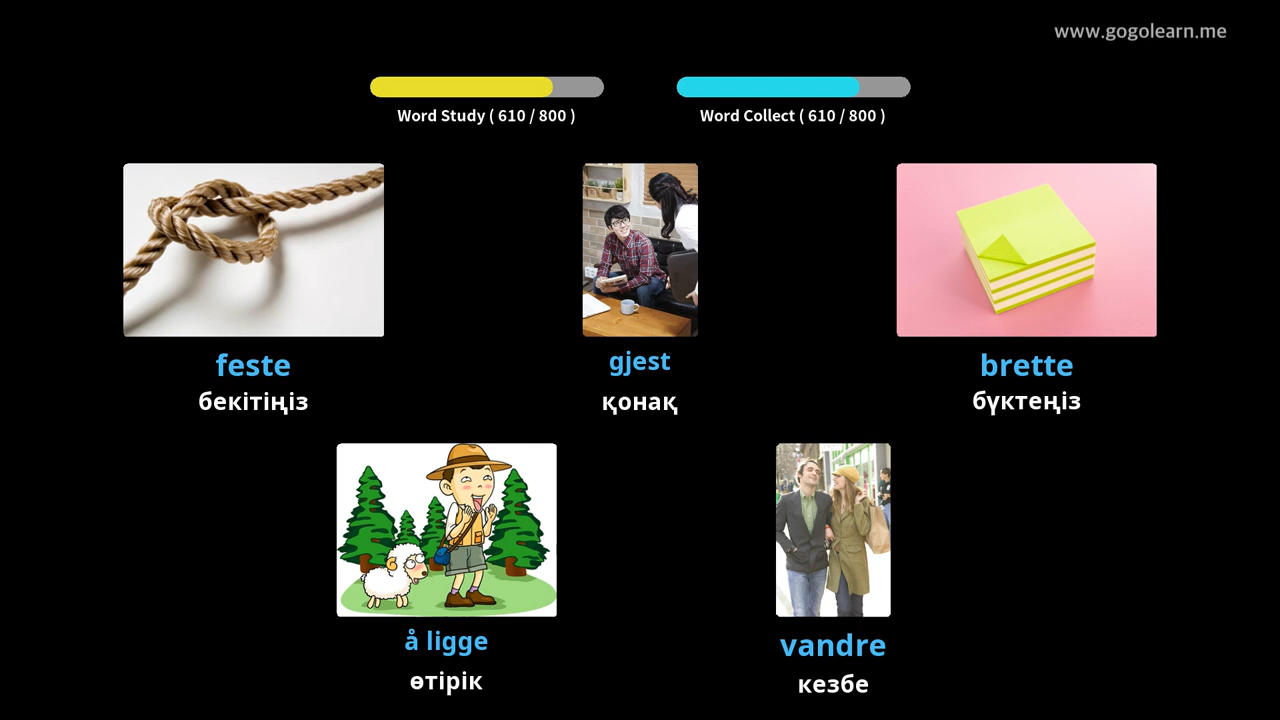 www.gogolearn.me
Word Study ( 610 / 800 )
Word Collect ( 610 / 800 )
feste
бекітіңіз
gjest
қонақ
brette
бүктеңіз
å ligge
өтірік
vandre
кезбе